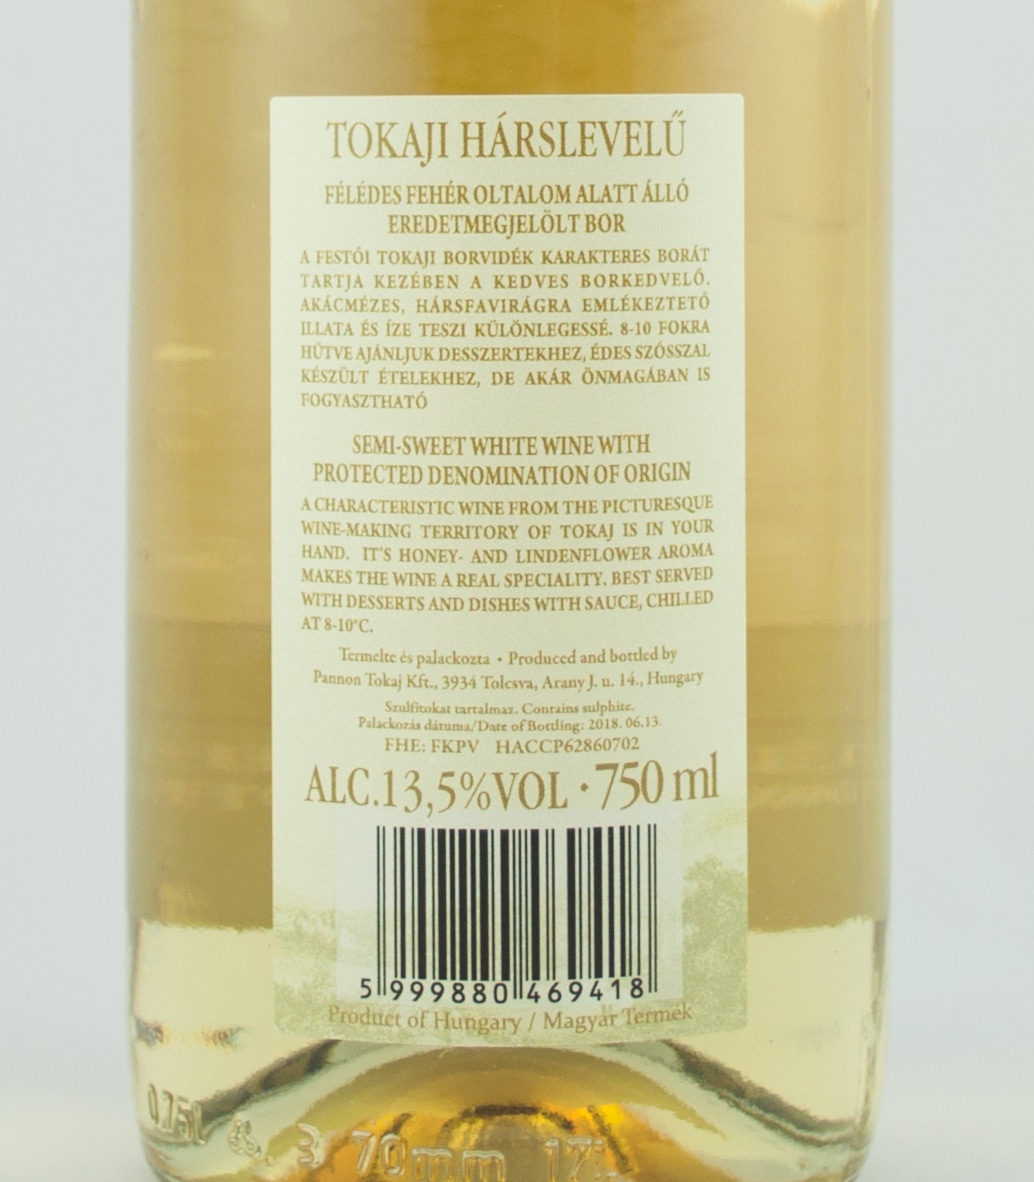 TOKAJI HÁRSLEVELŰ
FÉLÉDES FEHÉR OLTALOM ALATT ÁLLÓ
EREDETMEGJELÖLT BOR
A FESTŐI TOKAJI BORVIDÉK KARAKTERES BORÁT
TARTJA KEZÉBEN A KEDVES BORKEDVELŐ.
AKÁCMÉZES, HÁRSFAVIRÁGRA EMLÉKEZTETŐ
ILLATA ÉS ÍZE TESZI KÜLÖNLEGESSÉ. 8-10 FOKRA
HŰTVE AJÁNLJUK DESSZERTEKHEZ, ÉDES SZÓSSZAL
KÉSZÜLT ÉTELEKHEZ, DE AKÁR ÖNMAGÁBAN IS
FOGYASZTHATÓ
SEMI-SWEET WHITE WINE WITH
PROTECTED DENOMINATION OF ORIGIN
A CHARACTERISTIC WINE FROM THE PICTURESQUE
WINE-MAKING TERRITORY OF TOKAJ IS IN YOUR
HAND. IT'S HONEY- AND LINDENFLOWER AROMA
MAKES THE WINE A REAL SPECIALITY. BEST SERVED
WITH DESSERTS AND DISHES WITH SAUCE, CHILLED
AT 8-10°C.
Termelte és palackozta • Produced and bottled by
Pannon Tokaj Kft., 3934 Tolcsva, Arany J. u. 14., Hungary
Szulfitokat tartalmaz. Contains sulphite.
Palackozás dátuma/Date of Bottling: 2018. 06.13.
FHE: FKPV HACCP62860702
ALC.13,5%VOL • 750 ml
5 999880 469418
Product of Hungary / Magyar Termék
0.75L 3 70mm